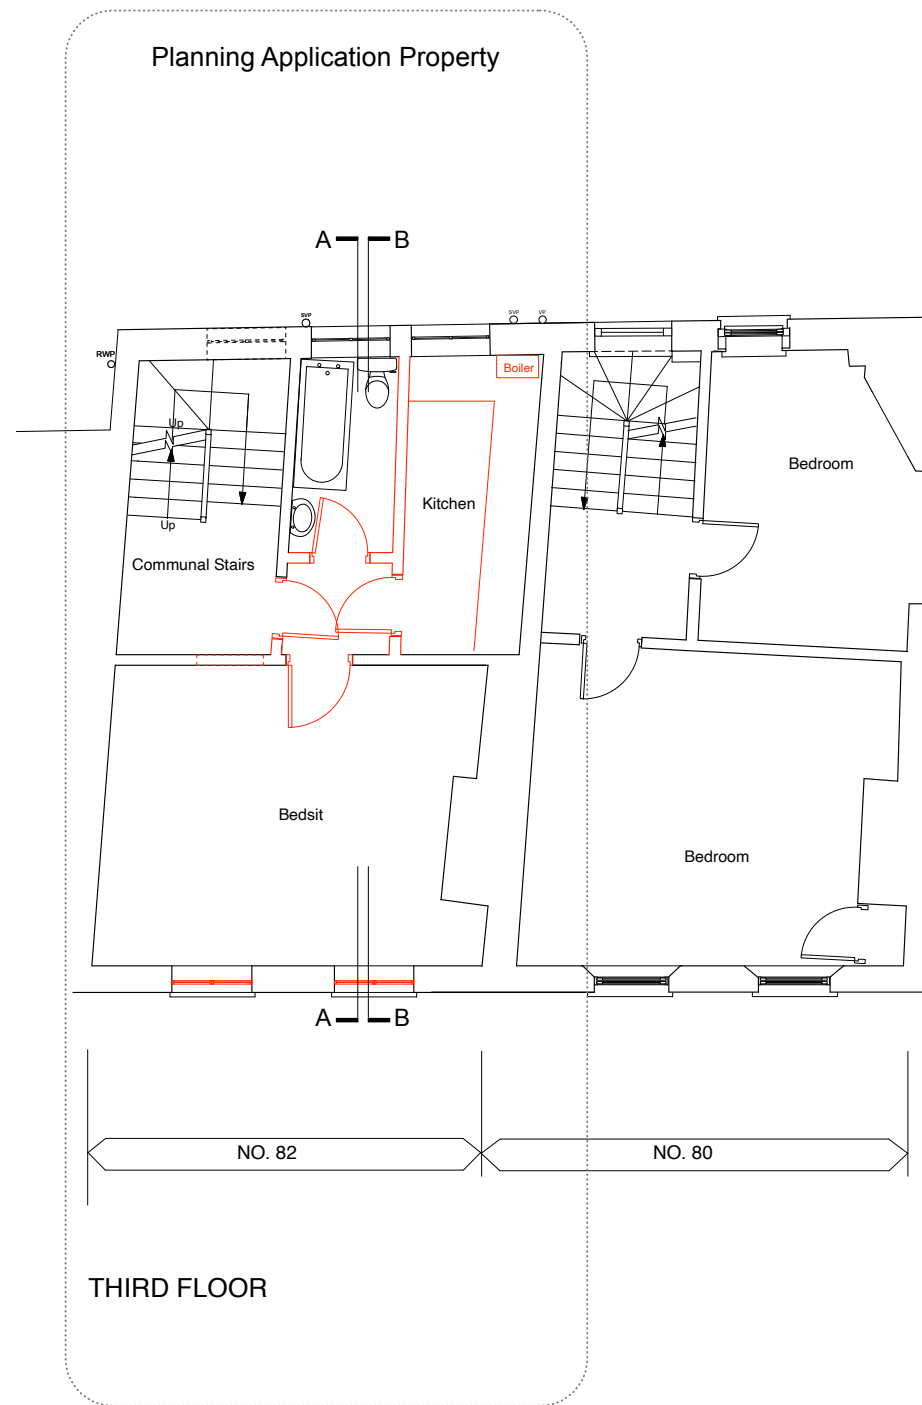 Planning Application Property
A B
SVP
SVP VP
RWP
Boiler
Up
Bedroom
Kitchen
Up
Communal Stairs
Bedsit
Bedroom
A B
NO. 82
NO. 80
THIRD FLOOR